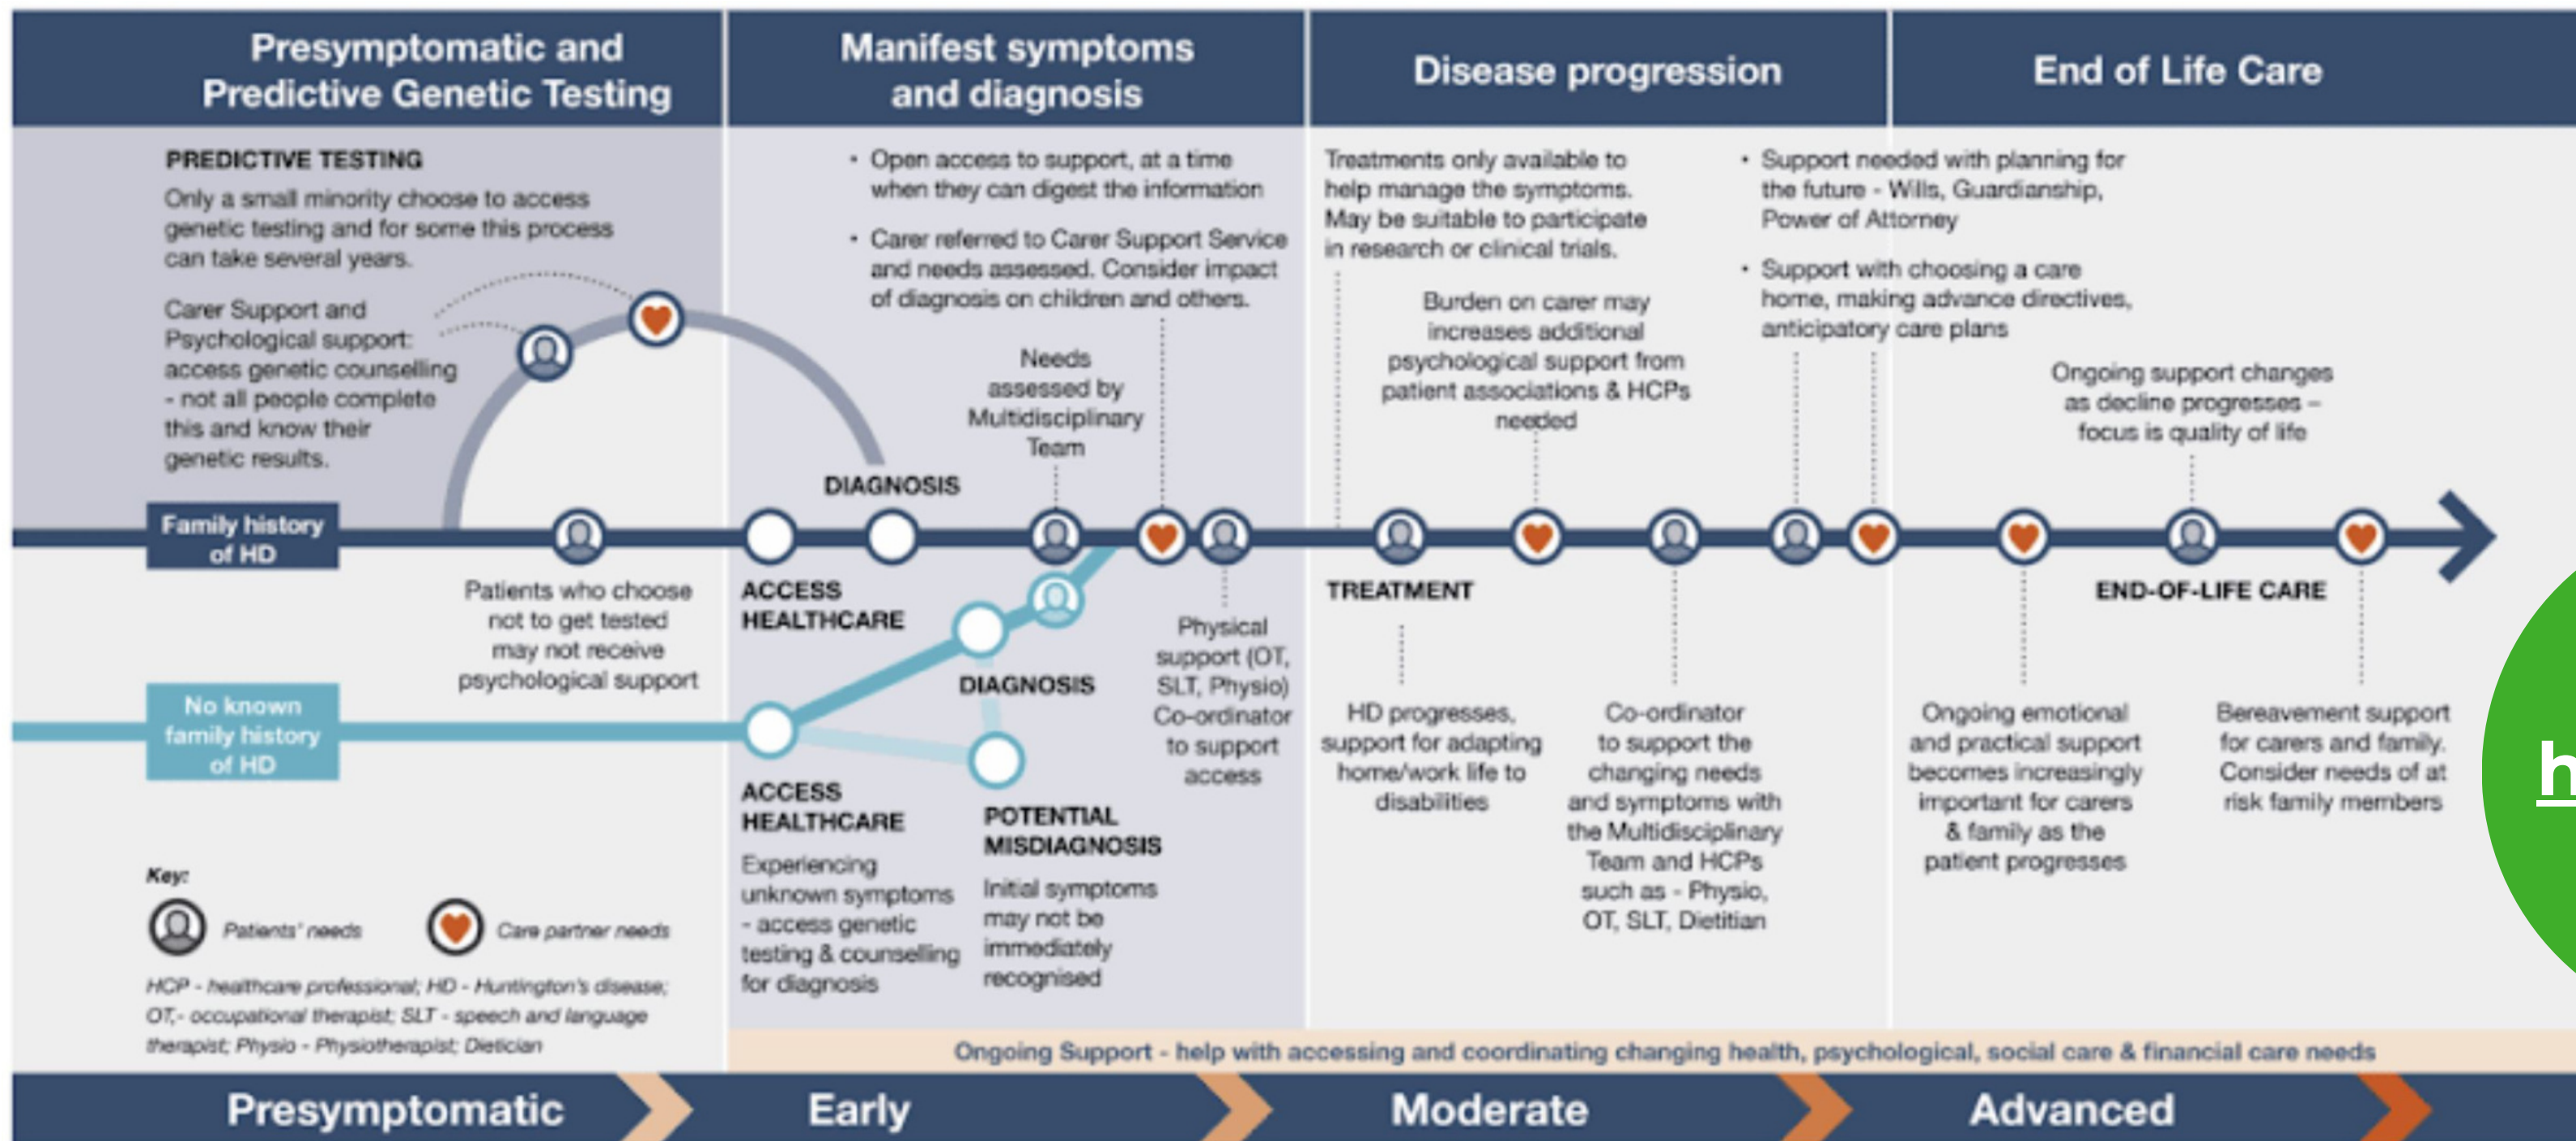 Presymptomatic and
Predictive Genetic Testing
Manifest symptoms
and diagnosis
Disease progression
End of Life Care
PREDICTIVE TESTING
Only a small minority choose to access
genetic testing and for some this process
can take several years.
Carer Support and
Psychological support:
access genetic counselling
- not all people complete
this and know their
genetic results.
• Open access to support, at a time
when they can digest the information
• Carer referred to Carer Support Service
and needs assessed. Consider impact
of diagnosis on children and others.
Needs
assessed by
Multidisciplinary
Team
DIAGNOSIS
Treatments only available to
help manage the symptoms.
May be suitable to participate
in research or clinical trials.
Burden on carer may
increases additional
psychological support from
patient associations & HCPs
needed
• Support needed with planning for
the future - Wills, Guardianship,
Power of Attorney
• Support with choosing a care
home, making advance directives,
anticipatory care plans
Ongoing support changes
as decline progresses –
focus is quality of life
Family history
of HD
Patients who choose
not to get tested
may not receive
psychological support
ACCESS
HEALTHCARE
DIAGNOSIS
Physical
support (OT,
SLT, Physio)
Co-ordinator
to support
access
TREATMENT
END-OF-LIFE CARE
No known
family history
of HD
ACCESS
HEALTHCARE
Experiencing
unknown symptoms
- access genetic
testing & counselling
for diagnosis
POTENTIAL
MISDIAGNOSIS
Initial symptoms
may not be
immediately
recognised
HD progresses,
support for adapting
home/work life to
disabilities
Co-ordinator
to support the
changing needs
and symptoms with
the Multidisciplinary
Team and HCPs
such as - Physio,
OT, SLT, Dietitian
Ongoing emotional
and practical support
becomes increasingly
important for carers
& family as the
patient progresses
Bereavement support
for carers and family.
Consider needs of at
risk family members
h
Key:
Patients' needs
Care partner needs
HCP - healthcare professional; HD - Huntington's disease;
OT,- occupational therapist; SLT - speech and language
therapist; Physio - Physiotherapist; Dietician
Ongoing Support - help with accessing and coordinating changing health, psychological, social care & financial care needs
Presymptomatic
Early
Moderate
Advanced